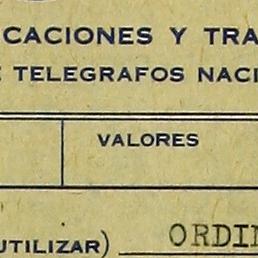 CACIONES Y TRA
E TELEGRAFOS NACI
VALORES
UTILIZAR) ORDIN